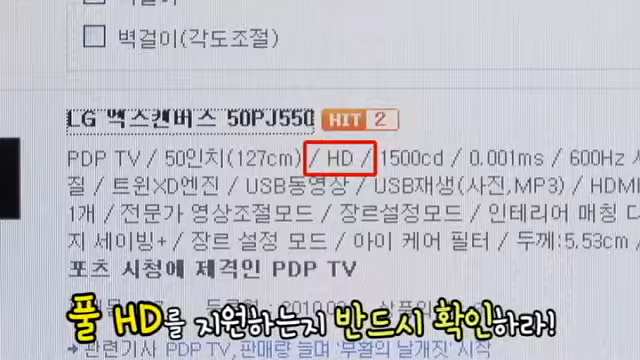 벽걸이(각도조절)
LG 엑스캔버스 50PJ550 HIT 2
PDP TV / 50인치(127cm) / HD / 1500cd / 0.001ms / 600Hz
질 / 트윈XD엔진 / USB동영상 / USB재생(사진,MP3) / HDMI
1개 / 전문가 영상조절모드 / 장르설정모드 / 인테리어 매칭 디
지 세이빙+ / 장르 설정 모드 / 아이 케어 필터 / 두께:5,53cm /
포츠 시청에 제격인 PDP TV
풀 HD를 지원하는지 반드시 확인하라!
관련기사 PDP TV, 판매량 늘며 '부활의 날개짓' 시작